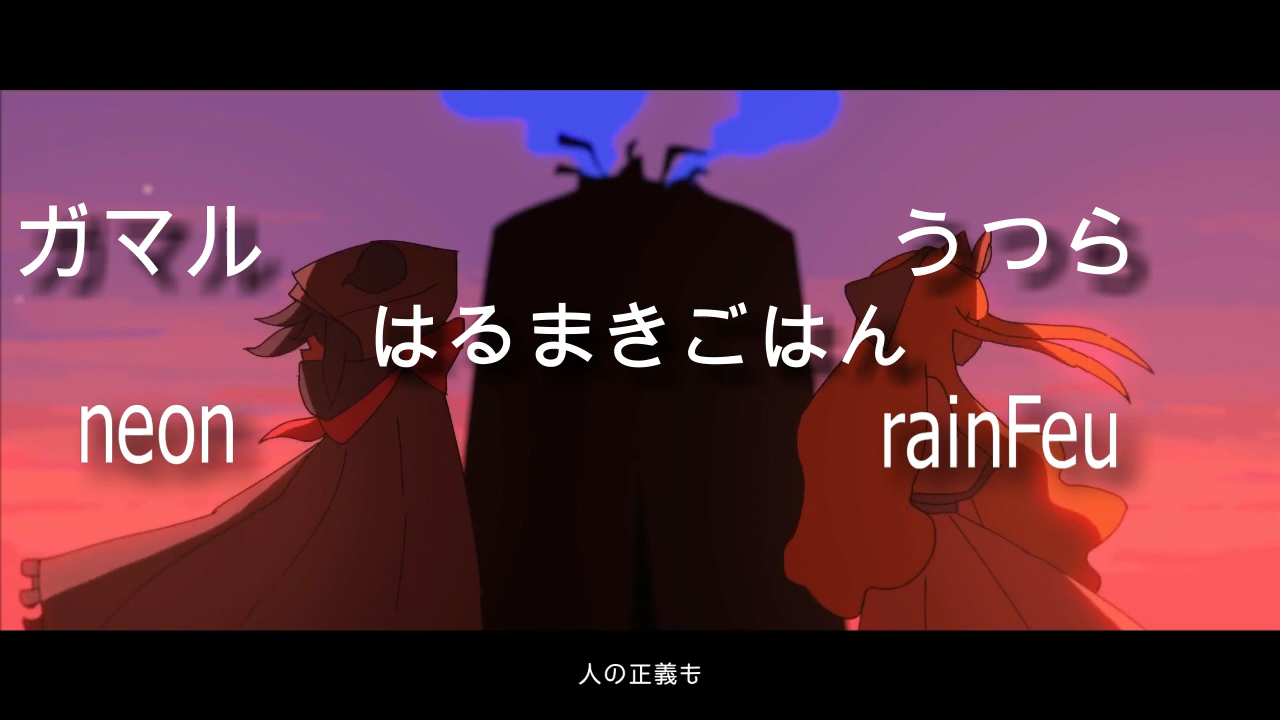 ガマル
うつら
はるまきごはん
neon
rainFeu
人の正義も